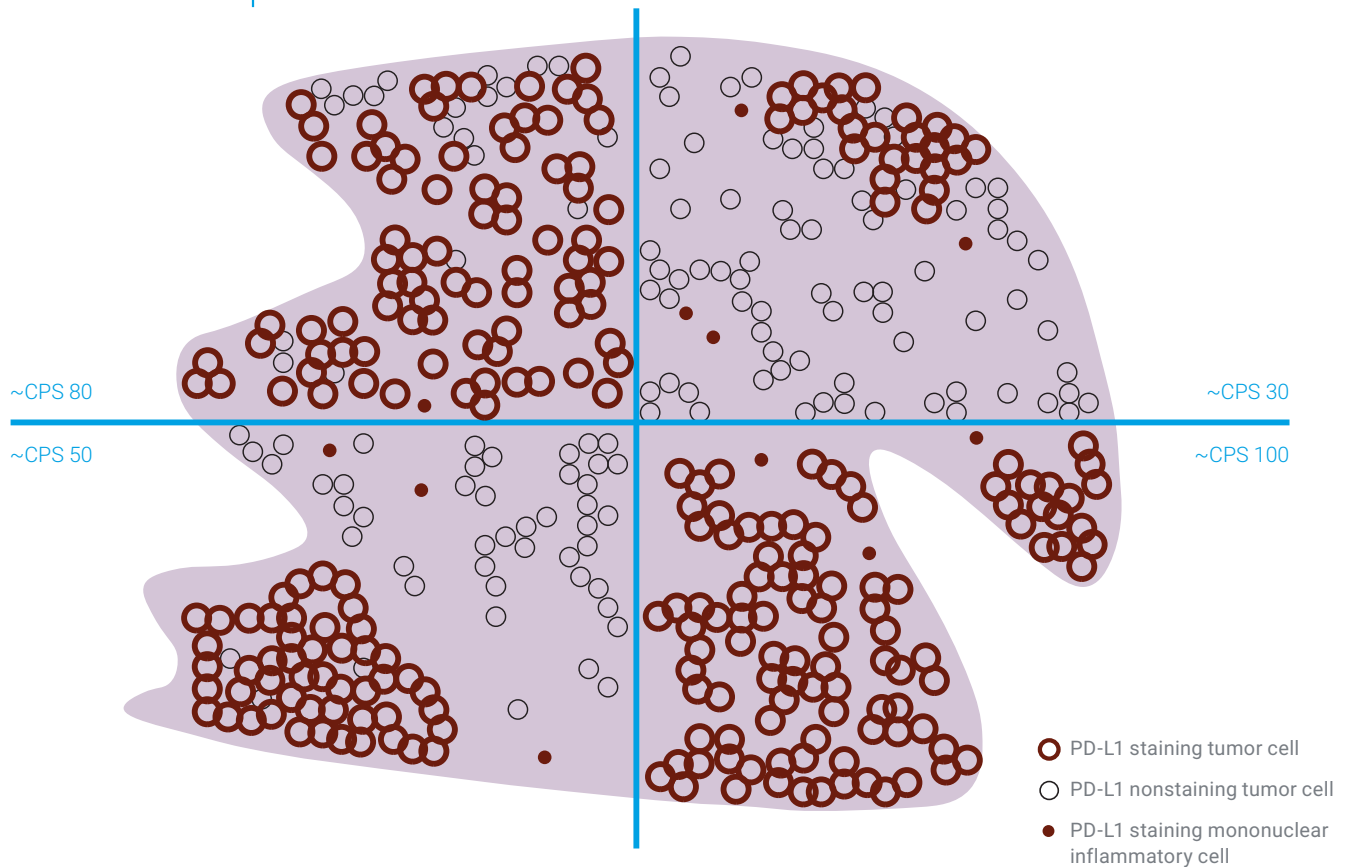 ~CPS 80
~CPS 30
~CPS 50
~CPS 100
PD-L1 staining tumor cell
PD-L1 nonstaining tumor cell
PD-L1 staining mononuclear
inflammatory cell